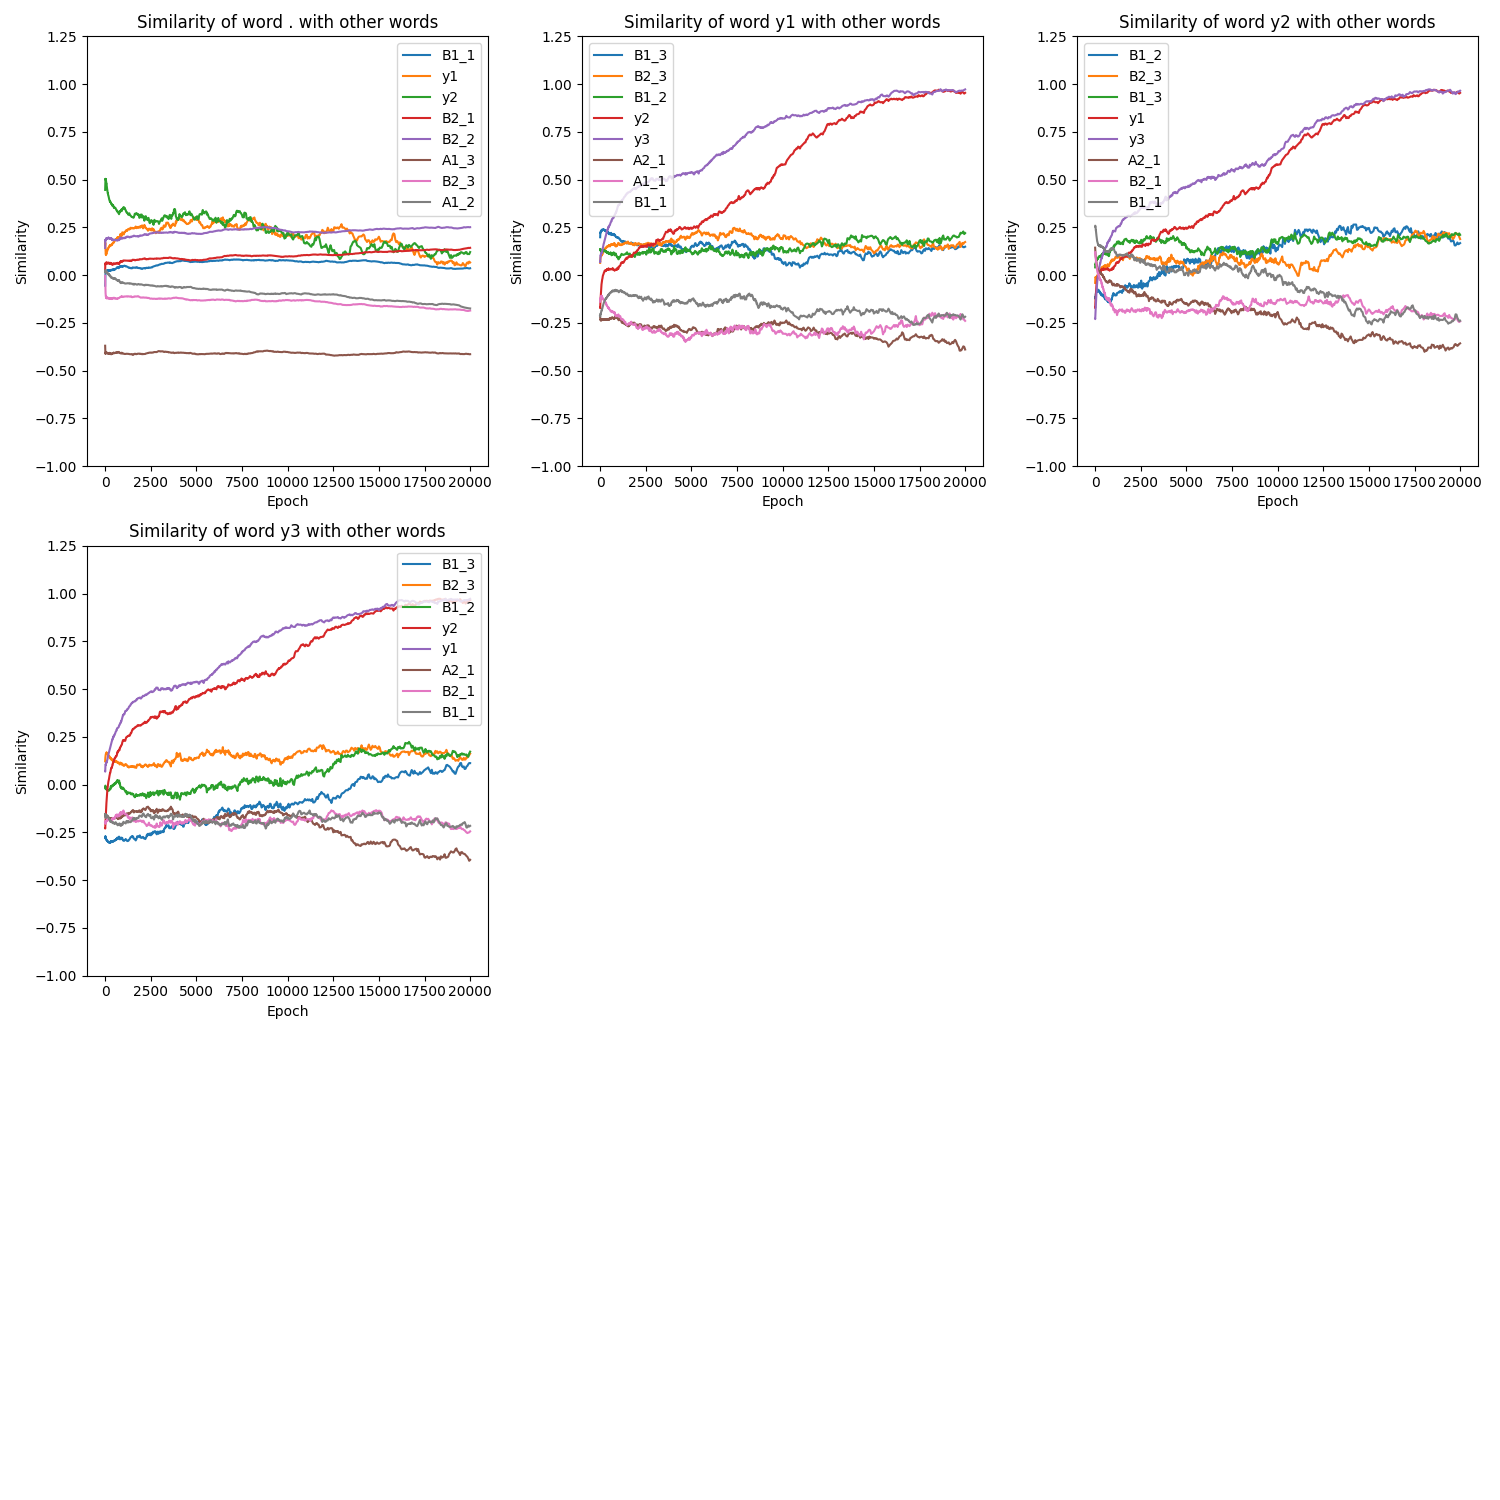 Similarity of word . with other words
1.25
1.00
0.75
0.50
0.25
0.00
−0.25
−0.50
−0.75
−1.00
Similarity
B1_1
y1
y2
B2_1
B2_2
A1_3
B2_3
A1_2
0 2500 5000 7500 10000 12500 15000 17500 20000
Epoch
Similarity of word y1 with other words
1.25
1.00
0.75
0.50
0.25
0.00
−0.25
−0.50
−0.75
−1.00
Similarity
B1_3
B2_3
B1_2
y2
y3
A2_1
A1_1
B1_1
0 2500 5000 7500 10000 12500 15000 17500 20000
Epoch
Similarity of word y2 with other words
1.25
1.00
0.75
0.50
0.25
0.00
−0.25
−0.50
−0.75
−1.00
Similarity
B1_2
B2_3
B1_3
y1
y3
A2_1
B2_1
B1_1
0 2500 5000 7500 10000 12500 15000 17500 20000
Epoch
Similarity of word y3 with other words
1.25
1.00
0.75
0.50
0.25
0.00
−0.25
−0.50
−0.75
−1.00
Similarity
B1_3
B2_3
B1_2
y2
y1
A2_1
B2_1
B1_1
0 2500 5000 7500 10000 12500 15000 17500 20000
Epoch